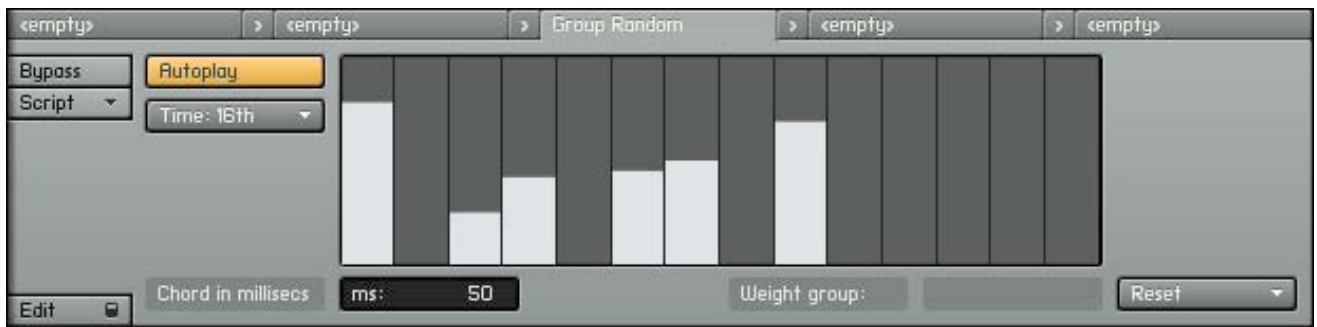 <empty> > <empty> > Group Random > <empty> > <empty>
Bypass Autoplay
Script Time: 16th
Chord in millisecs ms: 50 Weight group: Reset
Edit